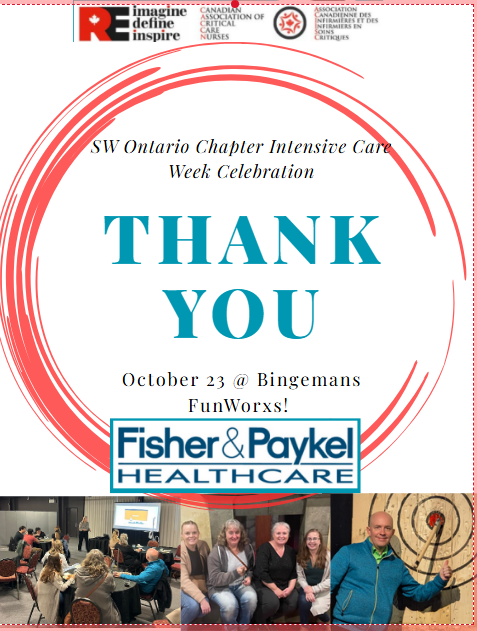 RE imagine
define
inspire
CANADIAN
ASSOCIATION OF
CRITICAL
CARE
NURSES
ASSOCIATION
CANADIENNE DES
INFIRMIÈRES ET DES
INFIRMIERS EN
SOINS
CRITIQUES
SW Ontario Chapter Intensive Care
Week Celebration
THANK
YOU
October 23 @ Bingemans
FunWorxs!
Fisher & Paykel
HEALTHCARE